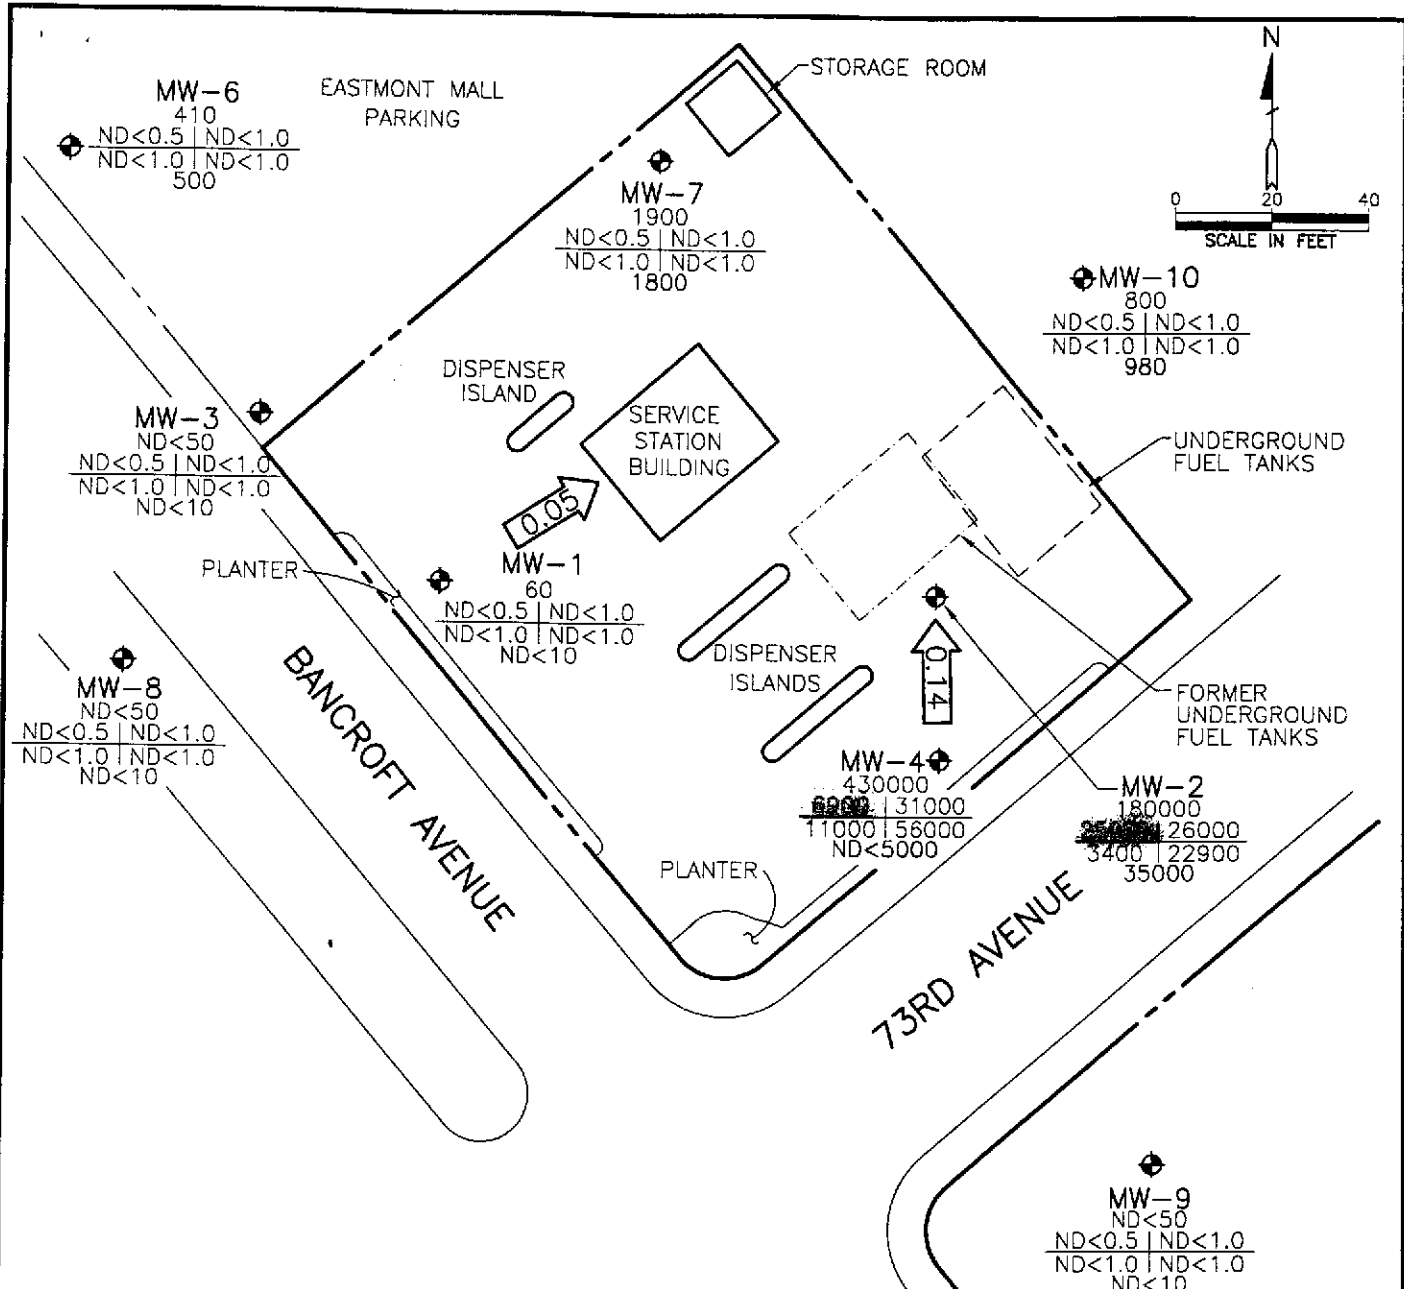 N
STORAGE ROOM
EASTMONT MALL
PARKING
MW-6
410
ND<0.5 | ND<1.0
ND<1.0 | ND<1.0
500
MW-7
1900
ND<0.5 | ND<1.0
ND<1.0 | ND<1.0
1800
0 20 40
SCALE IN FEET
MW-10
800
ND<0.5 | ND<1.0
ND<1.0 | ND<1.0
980
DISPENSER
ISLAND
SERVICE
STATION
BUILDING
MW-3
ND<50
ND<0.5 | ND<1.0
ND<1.0 | ND<1.0
ND<10
UNDERGROUND
FUEL TANKS
0.05
PLANTER
MW-1
60
ND<0.5 | ND<1.0
ND<1.0 | ND<1.0
ND<10
DISPENSER
ISLANDS
0.14
MW-8
ND<50
ND<0.5 | ND<1.0
ND<1.0 | ND<1.0
ND<10
BANCROFT AVENUE
FORMER
UNDERGROUND
FUEL TANKS
MW-4
430000
| 31000
11000 | 56000
ND<5000
MW-2
180000
| 26000
3400 | 22900
35000
PLANTER
73RD AVENUE
MW-9
ND<50
ND<0.5 | ND<1.0
ND<1.0 | ND<1.0
ND<10